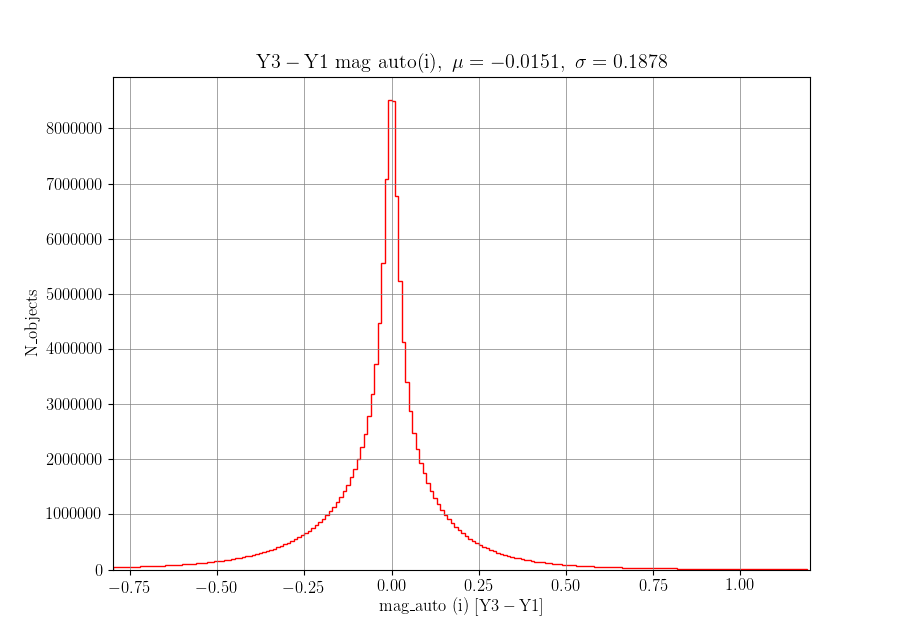 Y3 − Y1 mag auto(i), μ = −0.0151, σ = 0.1878
8000000
7000000
6000000
5000000
4000000
3000000
2000000
1000000
0
N_objects
−0.75 −0.50 −0.25 0.00 0.25 0.50 0.75 1.00
mag_auto (i) [Y3 − Y1]